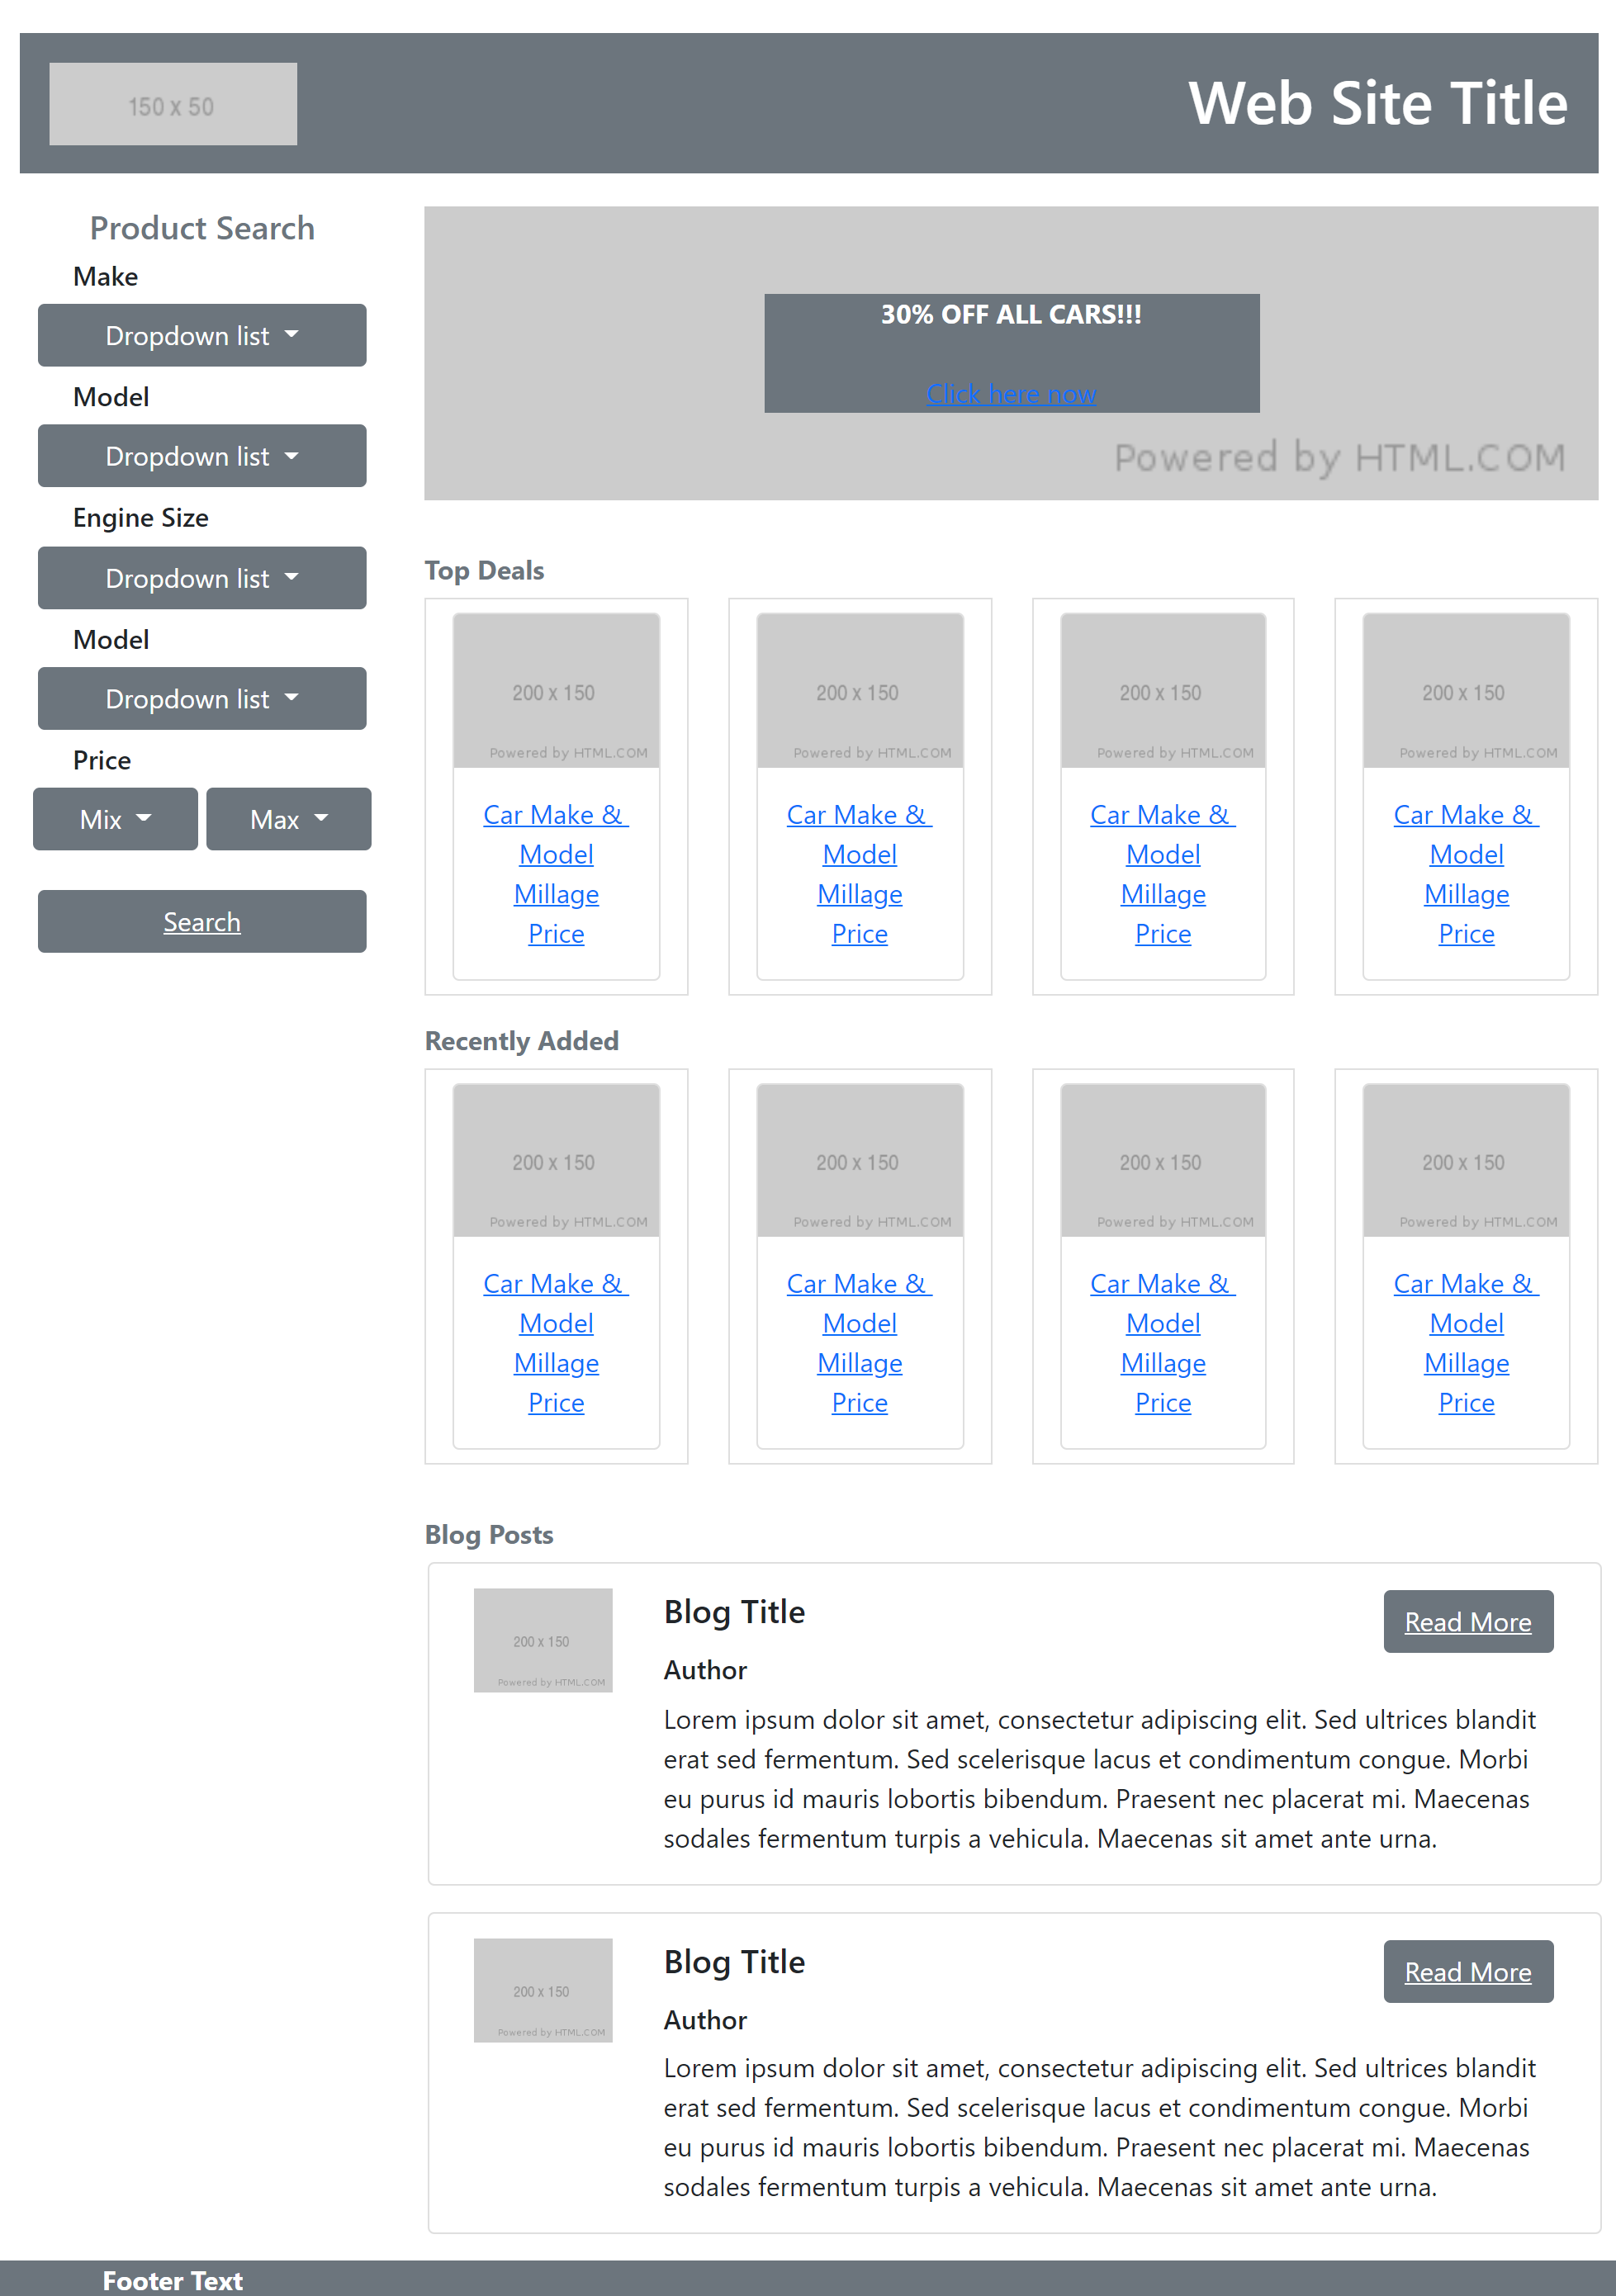 150 x 50
Web Site Title
Product Search
Make
Dropdown list
Model
Dropdown list
Engine Size
Dropdown list
Model
Dropdown list
Price
Mix
Max
Search
30% OFF ALL CARS!!!
Click here now
Powered by HTML.COM
Top Deals
200 x 150
Powered by HTML.COM
Car Make &
Model
Millage
Price
200 x 150
Powered by HTML.COM
Car Make &
Model
Millage
Price
200 x 150
Powered by HTML.COM
Car Make &
Model
Millage
Price
200 x 150
Powered by HTML.COM
Car Make &
Model
Millage
Price
Recently Added
200 x 150
Powered by HTML.COM
Car Make &
Model
Millage
Price
200 x 150
Powered by HTML.COM
Car Make &
Model
Millage
Price
200 x 150
Powered by HTML.COM
Car Make &
Model
Millage
Price
200 x 150
Powered by HTML.COM
Car Make &
Model
Millage
Price
Blog Posts
200 x 150
Powered by HTML.COM
Blog Title
Read More
Author
Lorem ipsum dolor sit amet, consectetur adipiscing elit. Sed ultrices blandit
erat sed fermentum. Sed scelerisque lacus et condimentum congue. Morbi
eu purus id mauris lobortis bibendum. Praesent nec placerat mi. Maecenas
sodales fermentum turpis a vehicula. Maecenas sit amet ante urna.
200 x 150
Powered by HTML.COM
Blog Title
Read More
Author
Lorem ipsum dolor sit amet, consectetur adipiscing elit. Sed ultrices blandit
erat sed fermentum. Sed scelerisque lacus et condimentum congue. Morbi
eu purus id mauris lobortis bibendum. Praesent nec placerat mi. Maecenas
sodales fermentum turpis a vehicula. Maecenas sit amet ante urna.
Footer Text